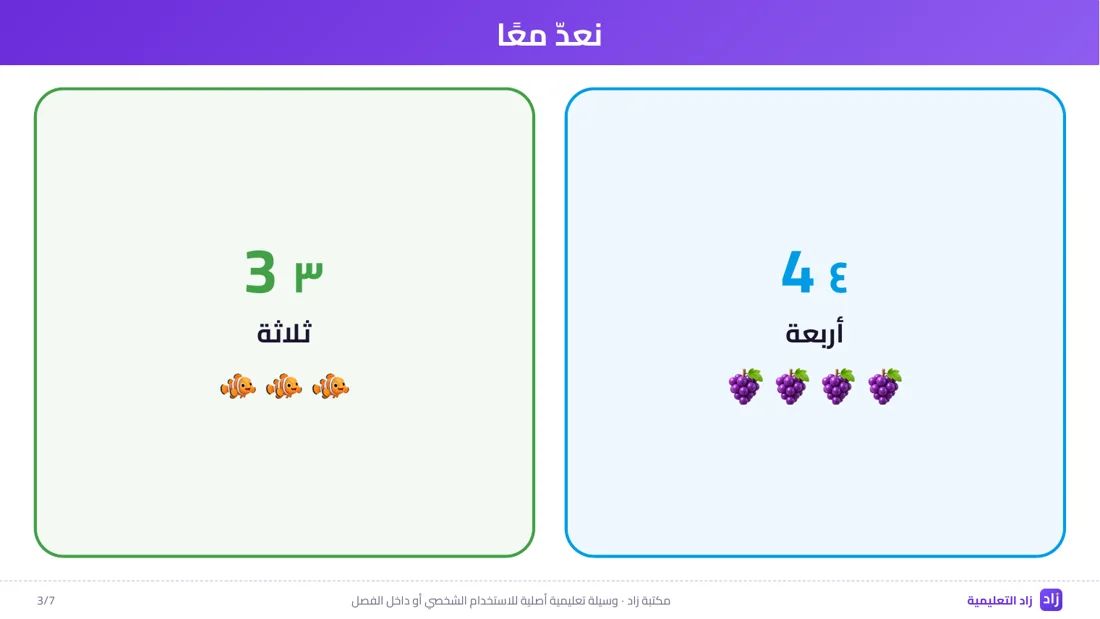 نعدّ معًا
٤ 4
أربعة
٣ 3
ثلاثة
زاد زاد التعليمية
مكتبة زاد · وسيلة تعليمية أصلية للاستخدام الشخصي أو داخل الفصل
3/7